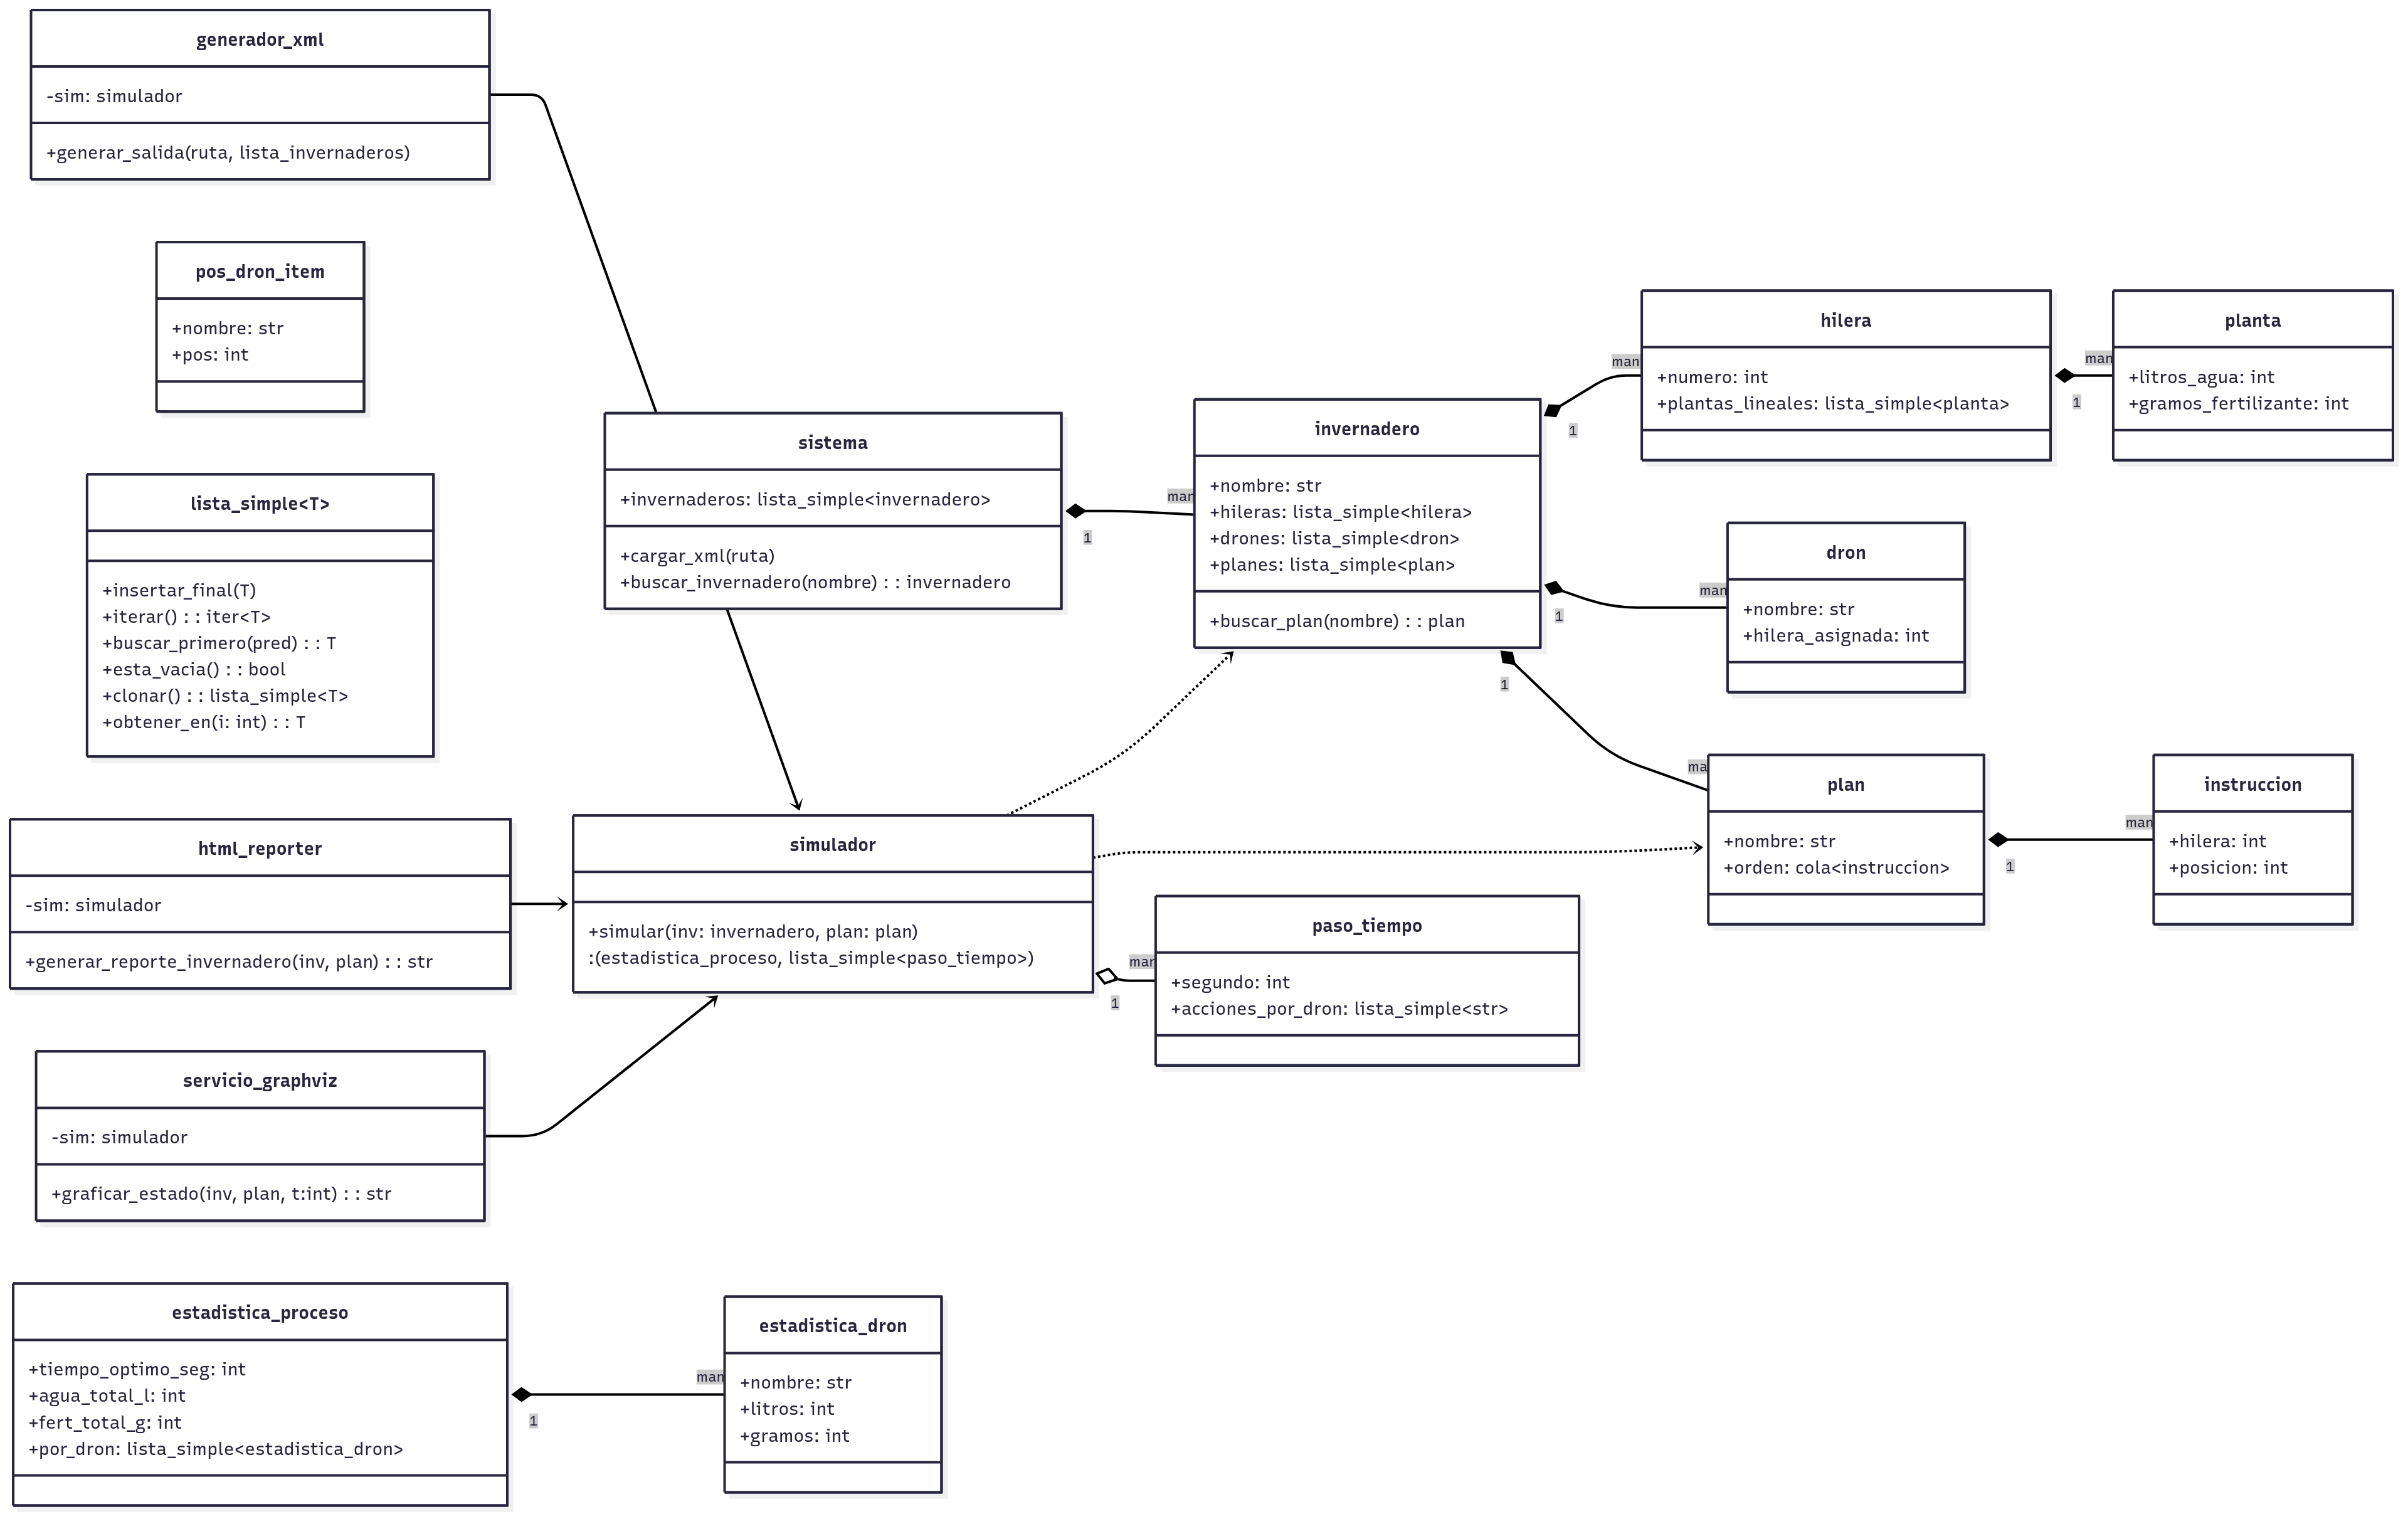 generador_xml
-sim: simulador
+generar_salida(ruta, lista_invernaderos)
pos_dron_item
+nombre: str
+pos: int
lista_simple<T>
+insertar_final(T)
+iterar() : : iter<T>
+buscar_primero(pred) : : T
+esta_vacia() : : bool
+clonar() : : lista_simple<T>
+obtener_en(i: int) : : T
html_reporter
-sim: simulador
+generar_reporte_invernadero(inv, plan) : : str
servicio_graphviz
-sim: simulador
+graficar_estado(inv, plan, t:int) : : str
estadistica_proceso
+tiempo_optimo_seg: int
+agua_total_l: int
+fert_total_g: int
+por_dron: lista_simple<estadistica_dron>
1
man
estadistica_dron
+nombre: str
+litros: int
+gramos: int
sistema
+invernaderos: lista_simple<invernadero>
+cargar_xml(ruta)
+buscar_invernadero(nombre) : : invernadero
1
man
simulador
+simular(inv: invernadero, plan: plan)
:(estadistica_proceso, lista_simple<paso_tiempo>)
1
man
paso_tiempo
+segundo: int
+acciones_por_dron: lista_simple<str>
invernadero
+nombre: str
+hileras: lista_simple<hilera>
+drones: lista_simple<dron>
+planes: lista_simple<plan>
+buscar_plan(nombre) : : plan
1
man
1
man
1
ma
hilera
+numero: int
+plantas_lineales: lista_simple<planta>
1
man
planta
+litros_agua: int
+gramos_fertilizante: int
dron
+nombre: str
+hilera_asignada: int
plan
+nombre: str
+orden: cola<instruccion>
1
man
instruccion
+hilera: int
+posicion: int